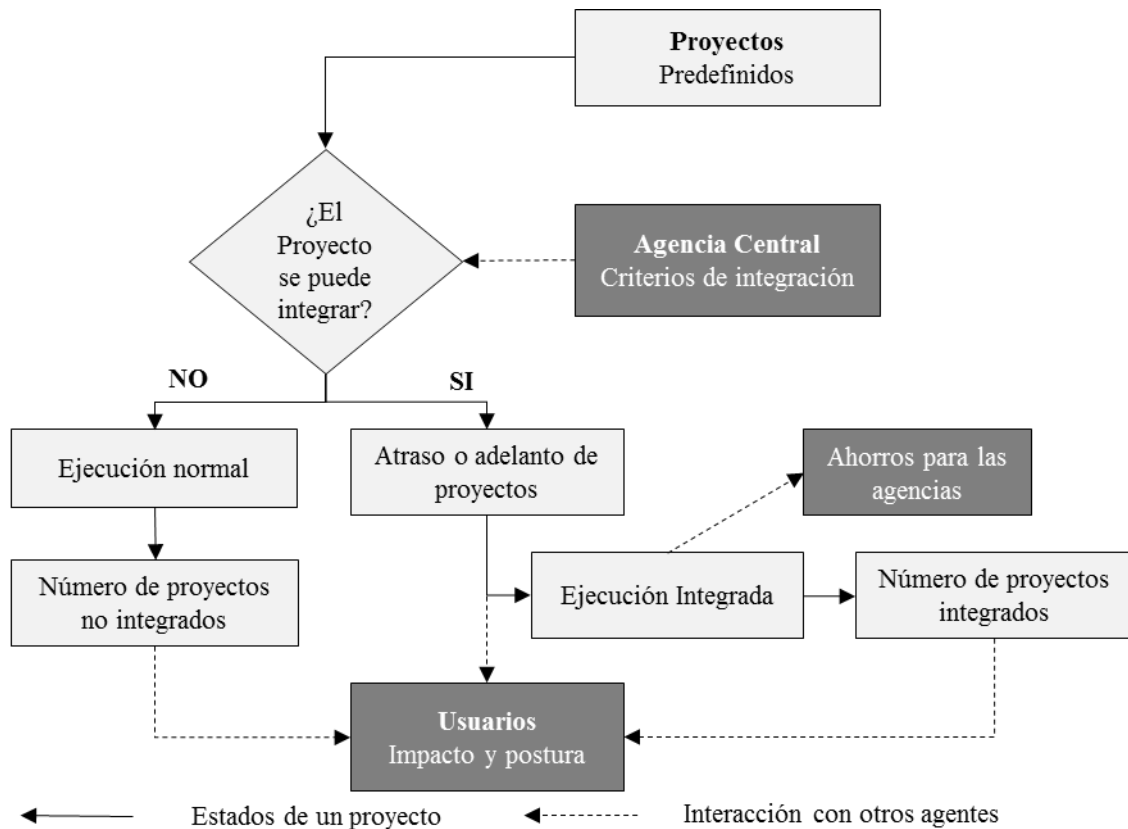 Proyectos
Predefinidos
¿El
Proyecto
se puede
integrar?
Agencia Central
Criterios de integración
NO
SI
Ejecución normal
Atraso o adelanto de
proyectos
Ahorros para las
agencias
Número de proyectos
no integrados
Ejecución Integrada
Número de proyectos
integrados
Usuarios
Impacto y postura
Estados de un proyecto
Interacción con otros agentes